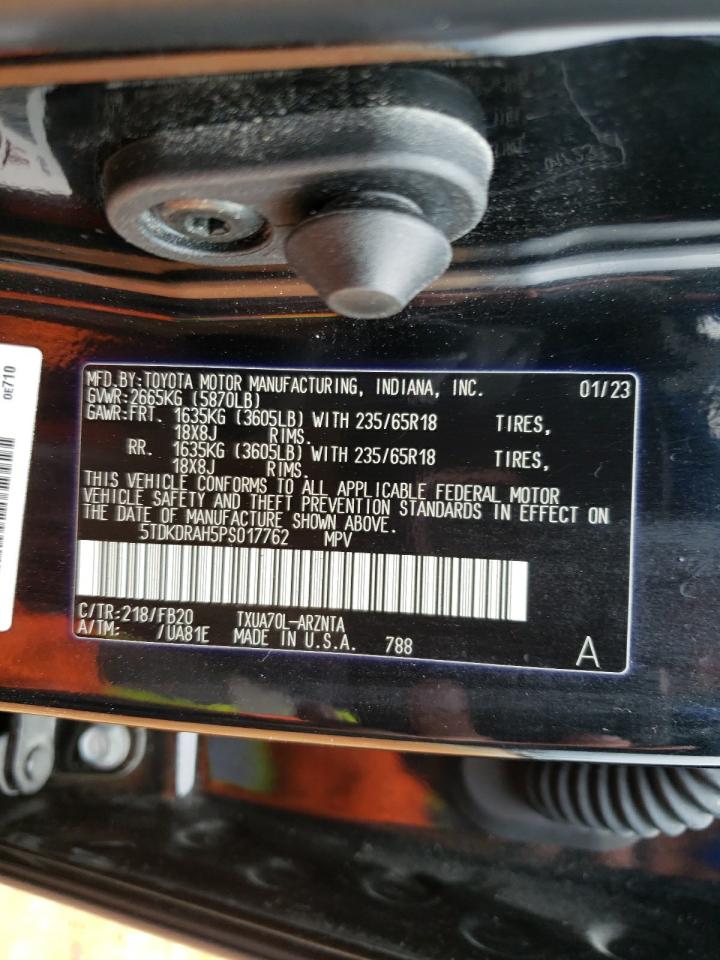 0E710
MFD.BY:TOYOTA MOTOR MANUFACTURING, INDIANA, INC. 01/23
GVWR:2665KG (5870LB)
GAWR:FRT. 1635KG (3605LB) WITH 235/65R18 TIRES,
18X8J RIMS.
RR. 1635KG (3605LB) WITH 235/65R18 TIRES,
18X8J RIMS.
THIS VEHICLE CONFORMS TO ALL APPLICABLE FEDERAL MOTOR
VEHICLE SAFETY AND THEFT PREVENTION STANDARDS IN EFFECT ON
THE DATE OF MANUFACTURE SHOWN ABOVE.
5TDKDRAH5PS017762 MPV
C/TR:218/FB20 TXUA70L-ARZNTA
A/TM: /UA81E MADE IN U.S.A. 788
A